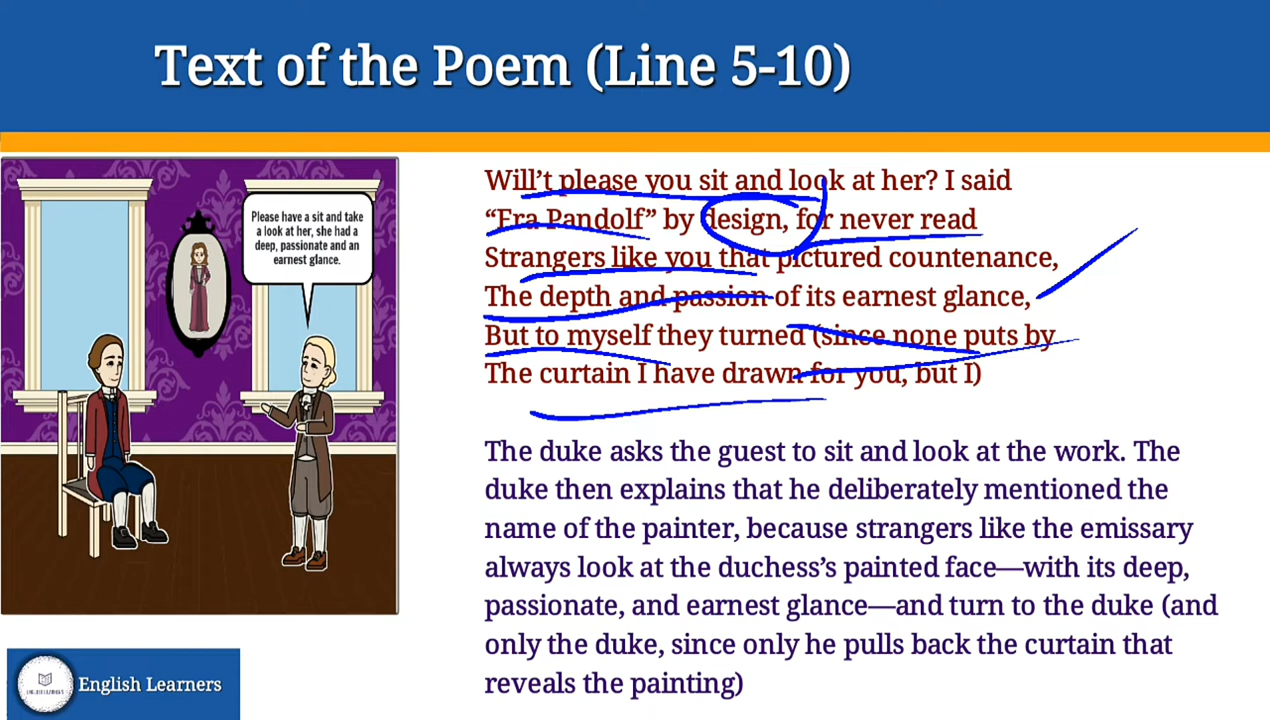 Text of the Poem (Line 5-10)
Please have a sit and take
a look at her, she had a
deep, passionate and an
earnest glance.
Will’t please you sit and look at her? I said
“Fra Pandolf” by design, for never read
Strangers like you that pictured countenance,
The depth and passion of its earnest glance,
But to myself they turned (since none puts by
The curtain I have drawn for you, but I)
The duke asks the guest to sit and look at the work. The
duke then explains that he deliberately mentioned the
name of the painter, because strangers like the emissary
always look at the duchess’s painted face—with its deep,
passionate, and earnest glance—and turn to the duke (and
only the duke, since only he pulls back the curtain that
reveals the painting)
ENGLISH LEARNERS
English Learners